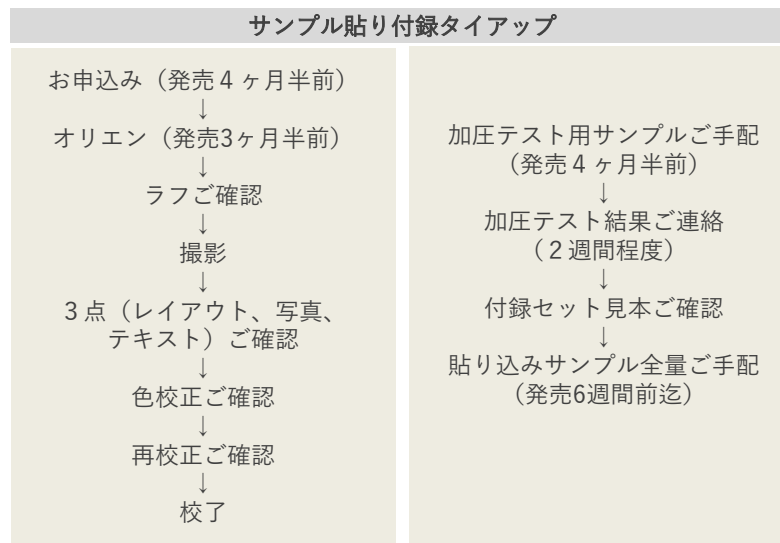 サンプル貼り付録タイアップ
お申込み（発売４ヶ月半前）
↓
オリエン（発売3ヶ月半前）
↓
ラフご確認
↓
撮影
↓
３点（レイアウト、写真、
テキスト）ご確認
↓
色校正ご確認
↓
再校正ご確認
↓
校了
加圧テスト用サンプルご手配
（発売４ヶ月半前）
↓
加圧テスト結果ご連絡
（２週間程度）
↓
付録セット見本ご確認
↓
貼り込みサンプル全量ご手配
（発売6週間前迄）